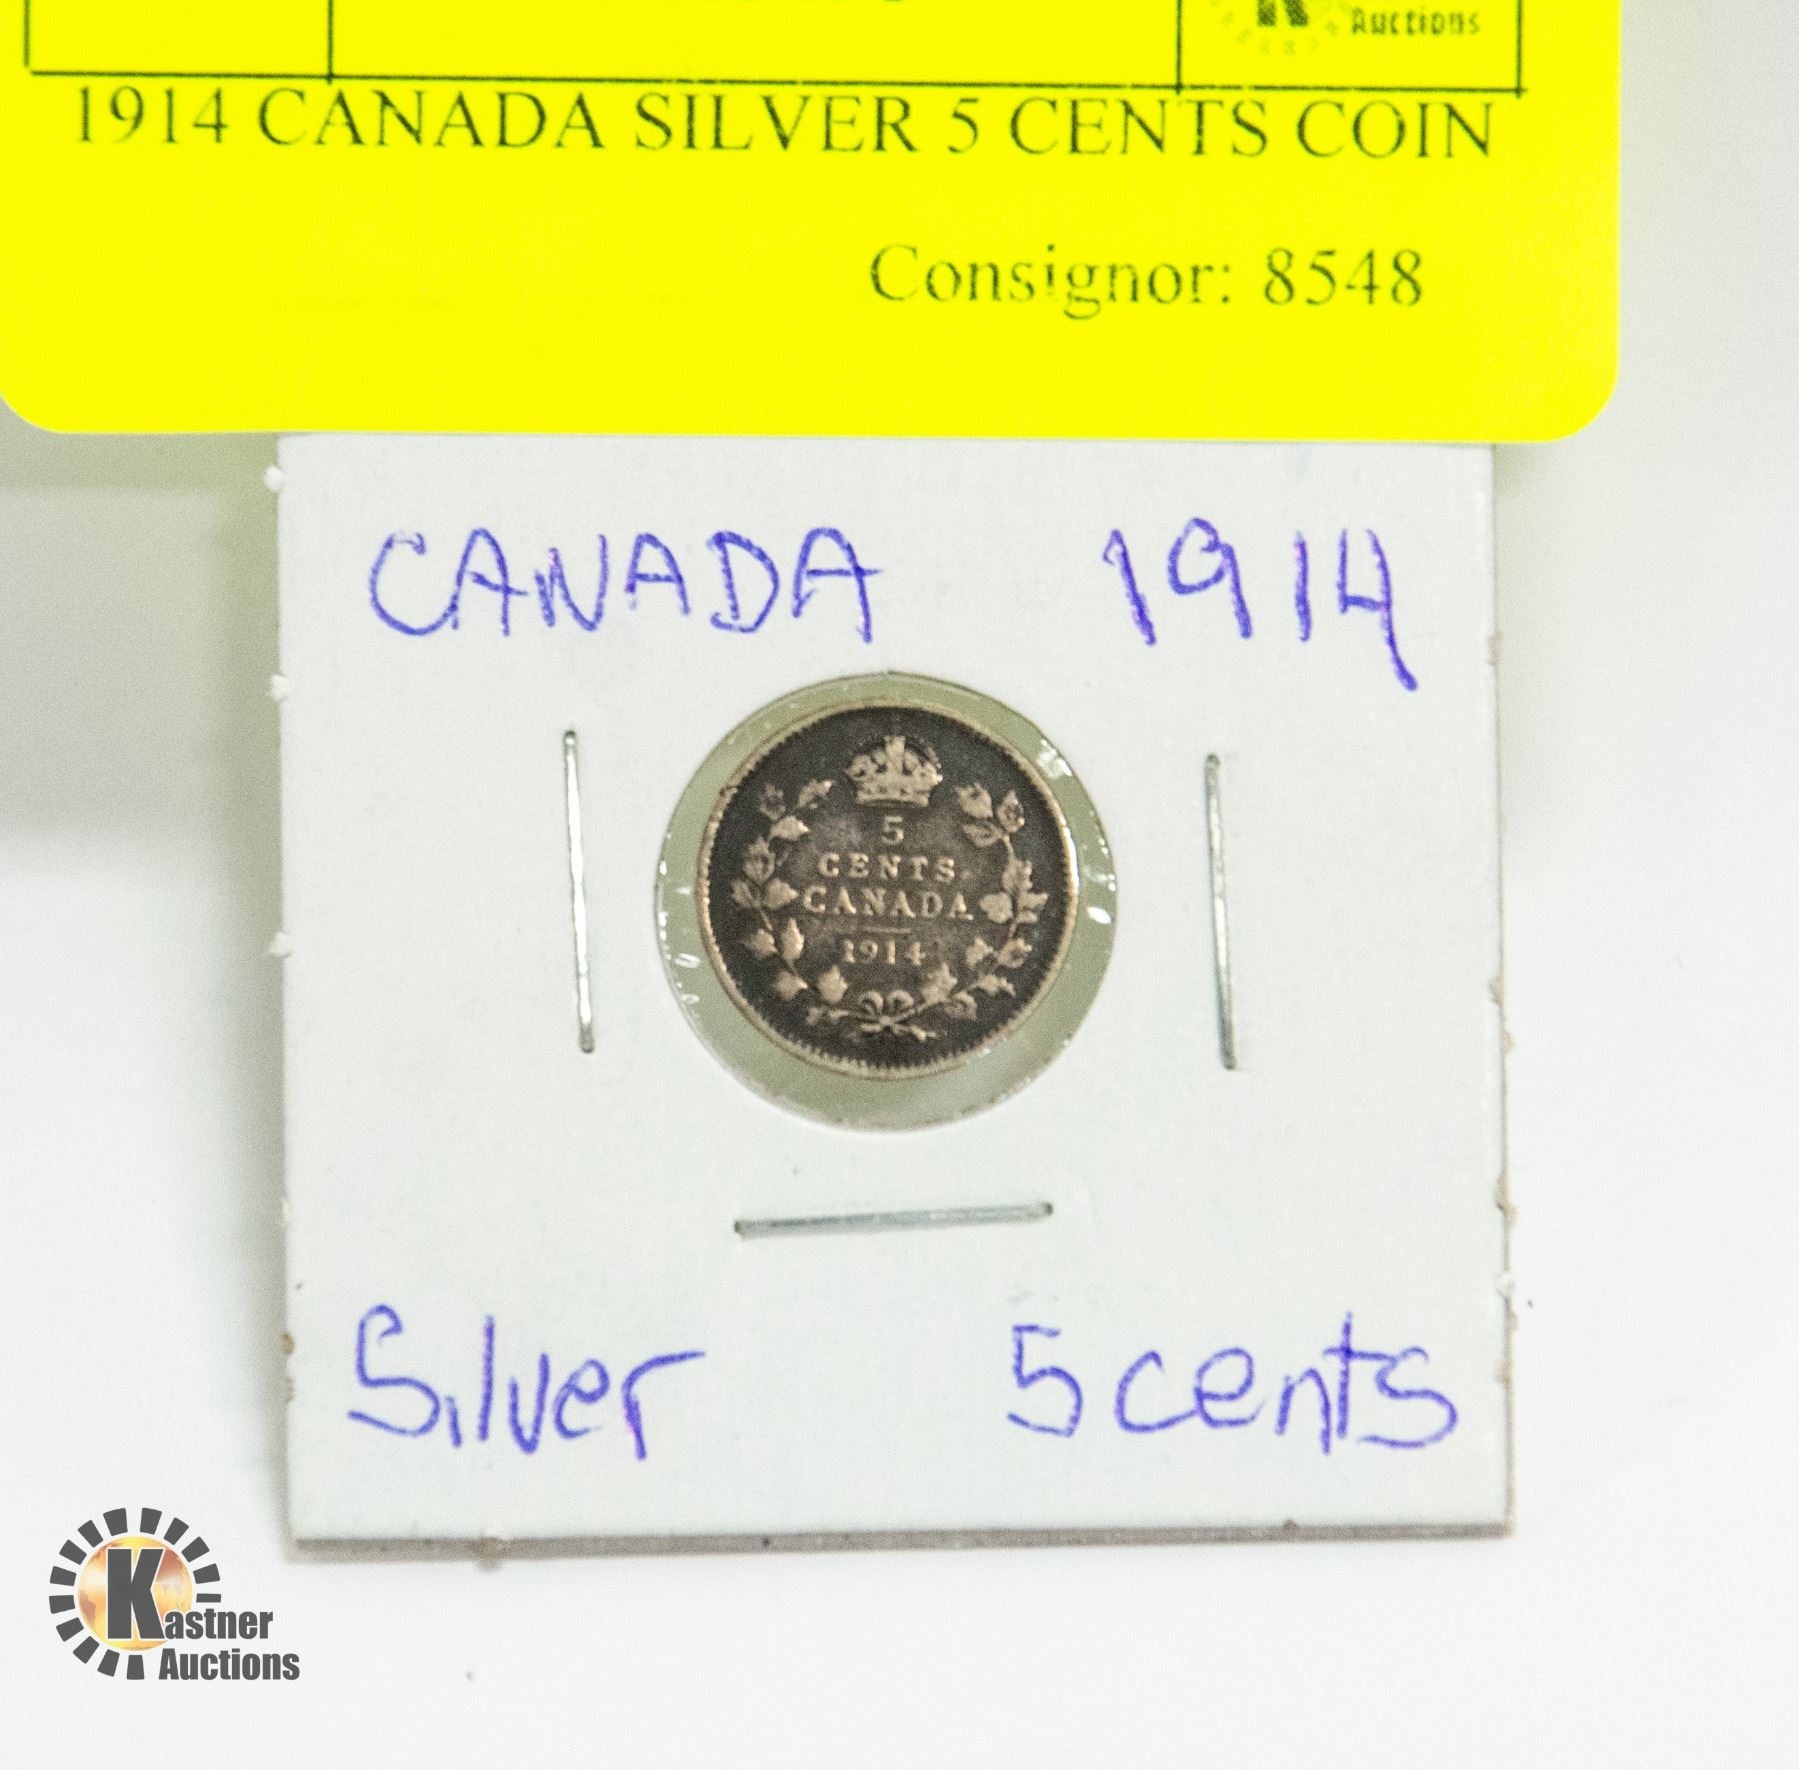 Auctions
1914 CANADA SILVER 5 CENTS COIN
Consignor: 8548
CANADA 1914
5
CENTS
CANADA
1914
Silver 5 cents
Kastner
Auctions